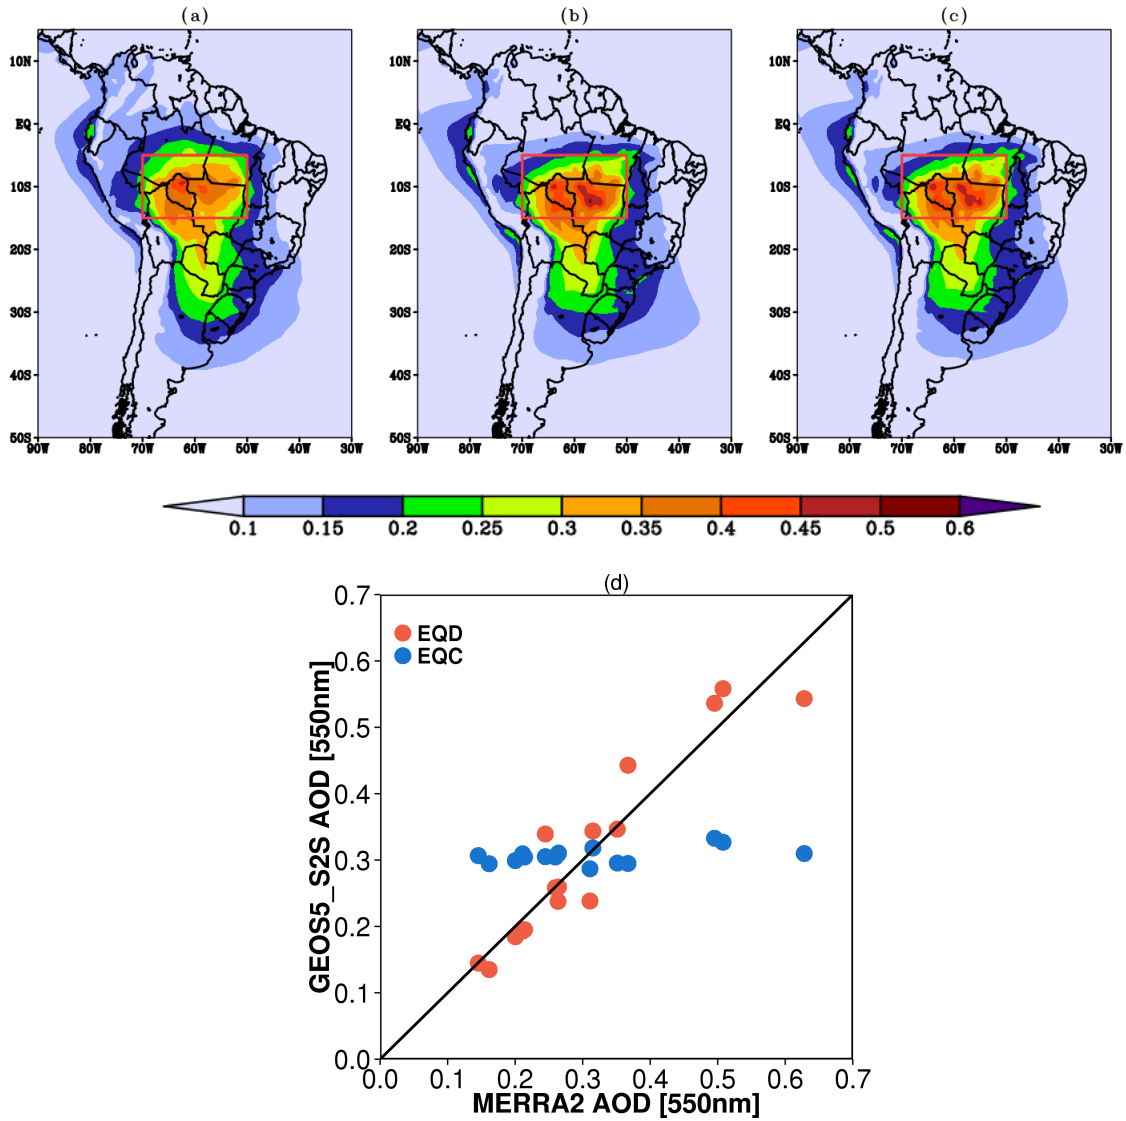 (a) (b) (c)
10N 10N 10N
EQ EQ EQ
10S 10S 10S
20S 20S 20S
30S 30S 30S
40S 40S 40S
50S 50S 50S
90W 80W 70W 60W 50W 40W 30W 90W 80W 70W 60W 50W 40W 30W 90W 80W 70W 60W 50W 40W 30W
0.1 0.15 0.2 0.25 0.3 0.35 0.4 0.45 0.5 0.6
(d)
EQD
EQC
GEOS5_S2S AOD [550nm]
0.7
0.6
0.5
0.4
0.3
0.2
0.1
0.0
0.0 0.1 0.2 0.3 0.4 0.5 0.6 0.7
MERRA2 AOD [550nm]